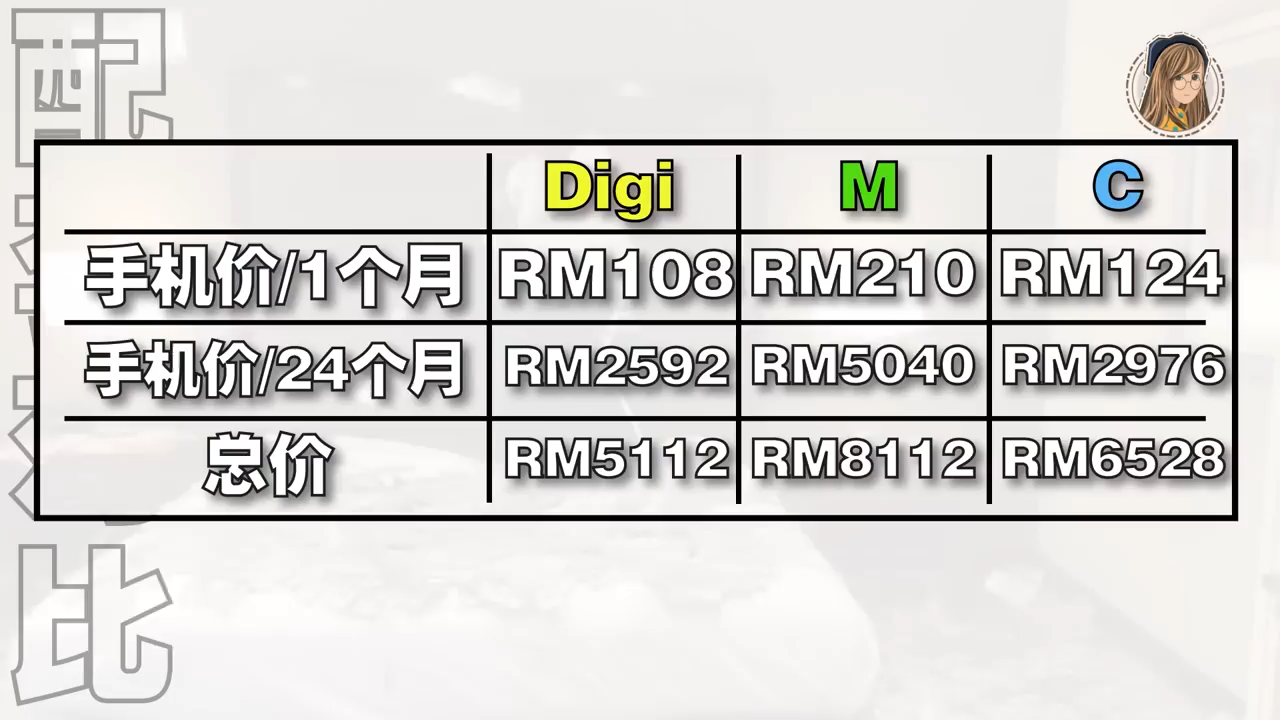 Digi M C
手机价/1个月 RM108 RM210 RM124
手机价/24个月 RM2592 RM5040 RM2976
总价 RM5112 RM8112 RM6528
配
比